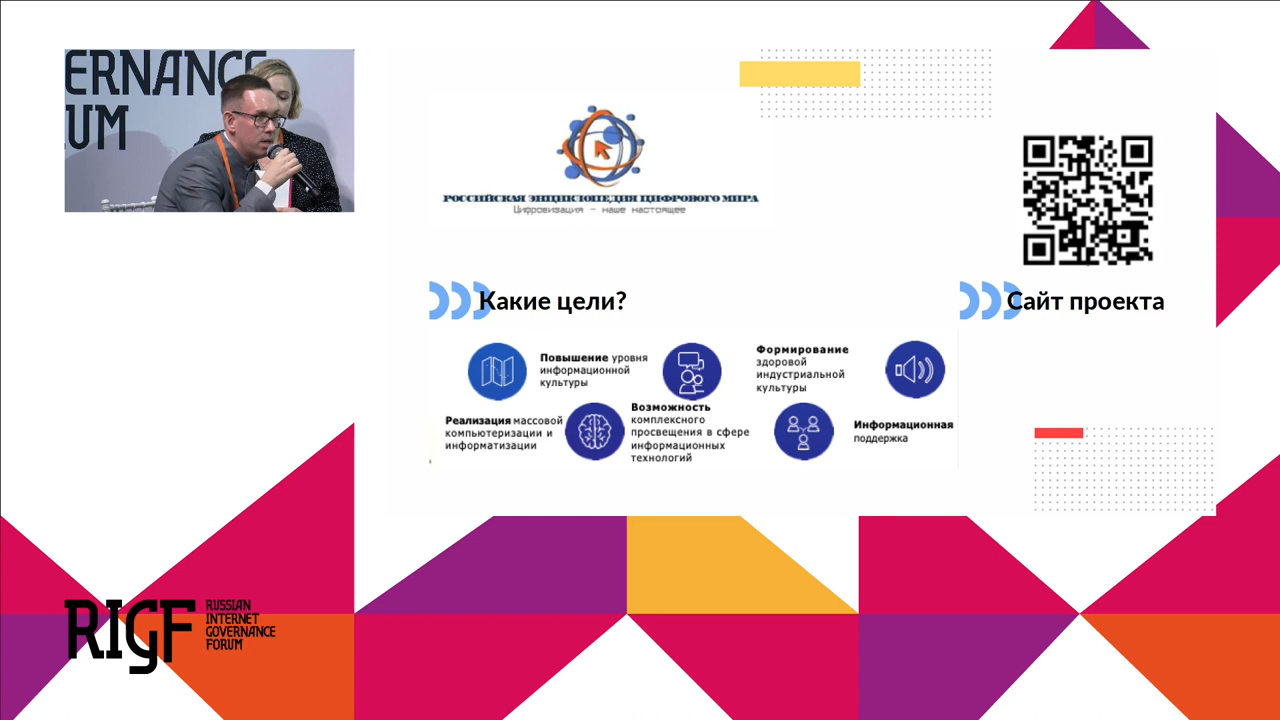 ERNANCE
UM
РОССИЙСКАЯ ЭНЦИКЛОПЕДИЯ ЦИФРОВОГО МИРА
Цифровизация – наше настоящее
Какие цели?
Сайт проекта
Повышение уровня
информационной
культуры
Формирование
здоровой
индустриальной
культуры
Реализация массовой
компьютеризации и
информатизации
Возможность
комплексного
просвещения в сфере
информационных
технологий
Информационная
поддержка
RIGF
RUSSIAN
INTERNET
GOVERNANCE
FORUM